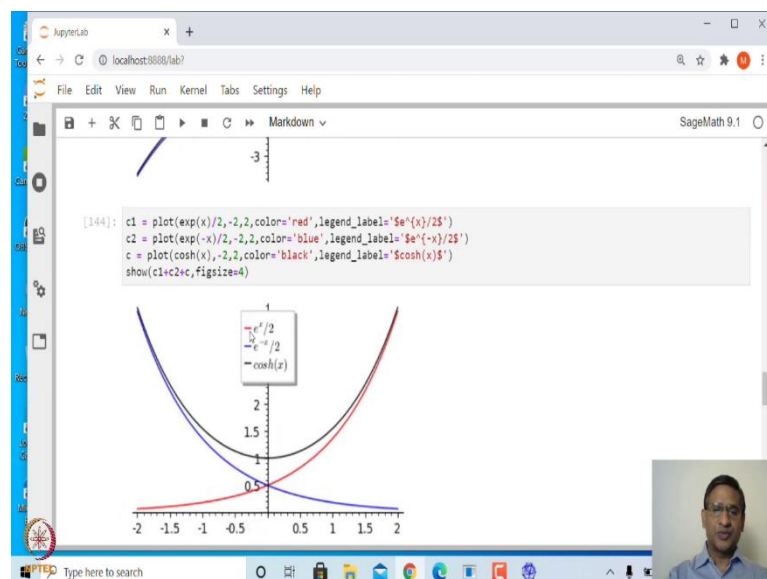 JupyterLab
localhost:8888/lab?
M
File Edit View Run Kernel Tabs Settings Help
Markdown
SageMath 9.1
-3
[144]: c1 = plot(exp(x)/2,-2,2,color='red',legend_label='$e^{x}/2$')
c2 = plot(exp(-x)/2,-2,2,color='blue',legend_label='$e^{-x}/2$')
c = plot(cosh(x),-2,2,color='black',legend_label='$cosh(x)$')
show(c1+c2+c,figsize=4)
e^x/2
e^{-x}/2
cosh(x)
2
1.5
1
0.5
-2 -1.5 -1 -0.5 0.5 1 1.5 2
NPTEL
Type here to search